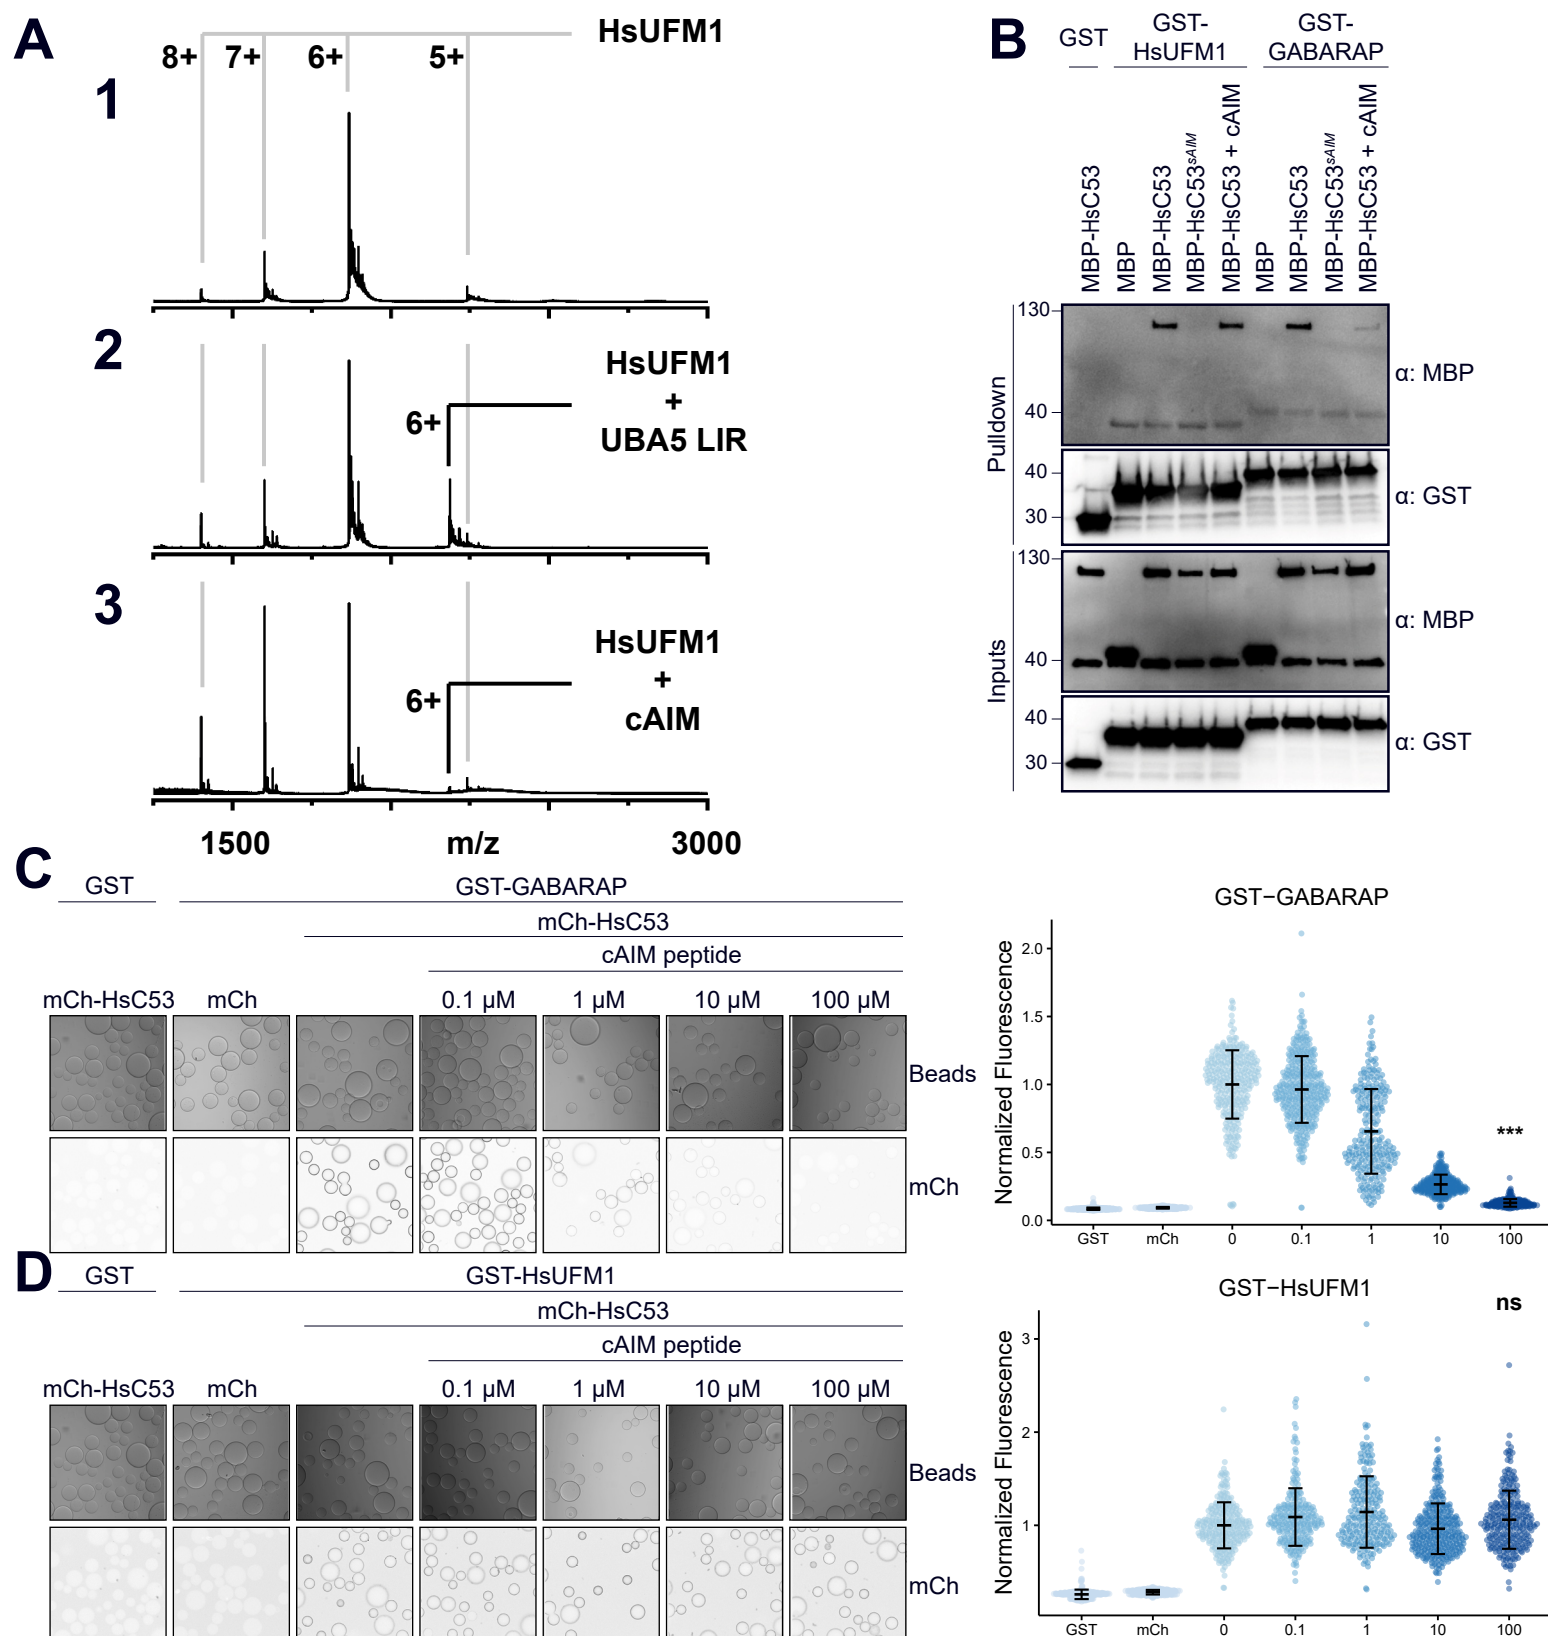 A
HsUFM1
8+ 7+ 6+ 5+
1
2
HsUFM1
+
UBA5 LIR
6+
3
HsUFM1
+
cAIM
6+
1500 m/z 3000
B
GST
GST-
HsUFM1
GST-
GABARAP
MBP-HsC53
MBP
MBP-HsC53
MBP-HsC53sAIM
MBP-HsC53 + cAIM
MBP
MBP-HsC53
MBP-HsC53sAIM
MBP-HsC53 + cAIM
Pulldown
130
40
α: MBP
40
30
α: GST
Inputs
130
40
α: MBP
40
30
α: GST
C
GST GST-GABARAP
mCh-HsC53
cAIM peptide
mCh-HsC53 mCh 0.1 µM 1 µM 10 µM 100 µM
Beads
mCh
GST−GABARAP
Normalized Fluorescence
2.0
1.5
1.0
0.5
0.0
***
GST mCh 0 0.1 1 10 100
D
GST GST-HsUFM1
mCh-HsC53
cAIM peptide
mCh-HsC53 mCh 0.1 µM 1 µM 10 µM 100 µM
Beads
mCh
GST−HsUFM1
ns
Normalized Fluorescence
3
2
1
GST mCh 0 0.1 1 10 100